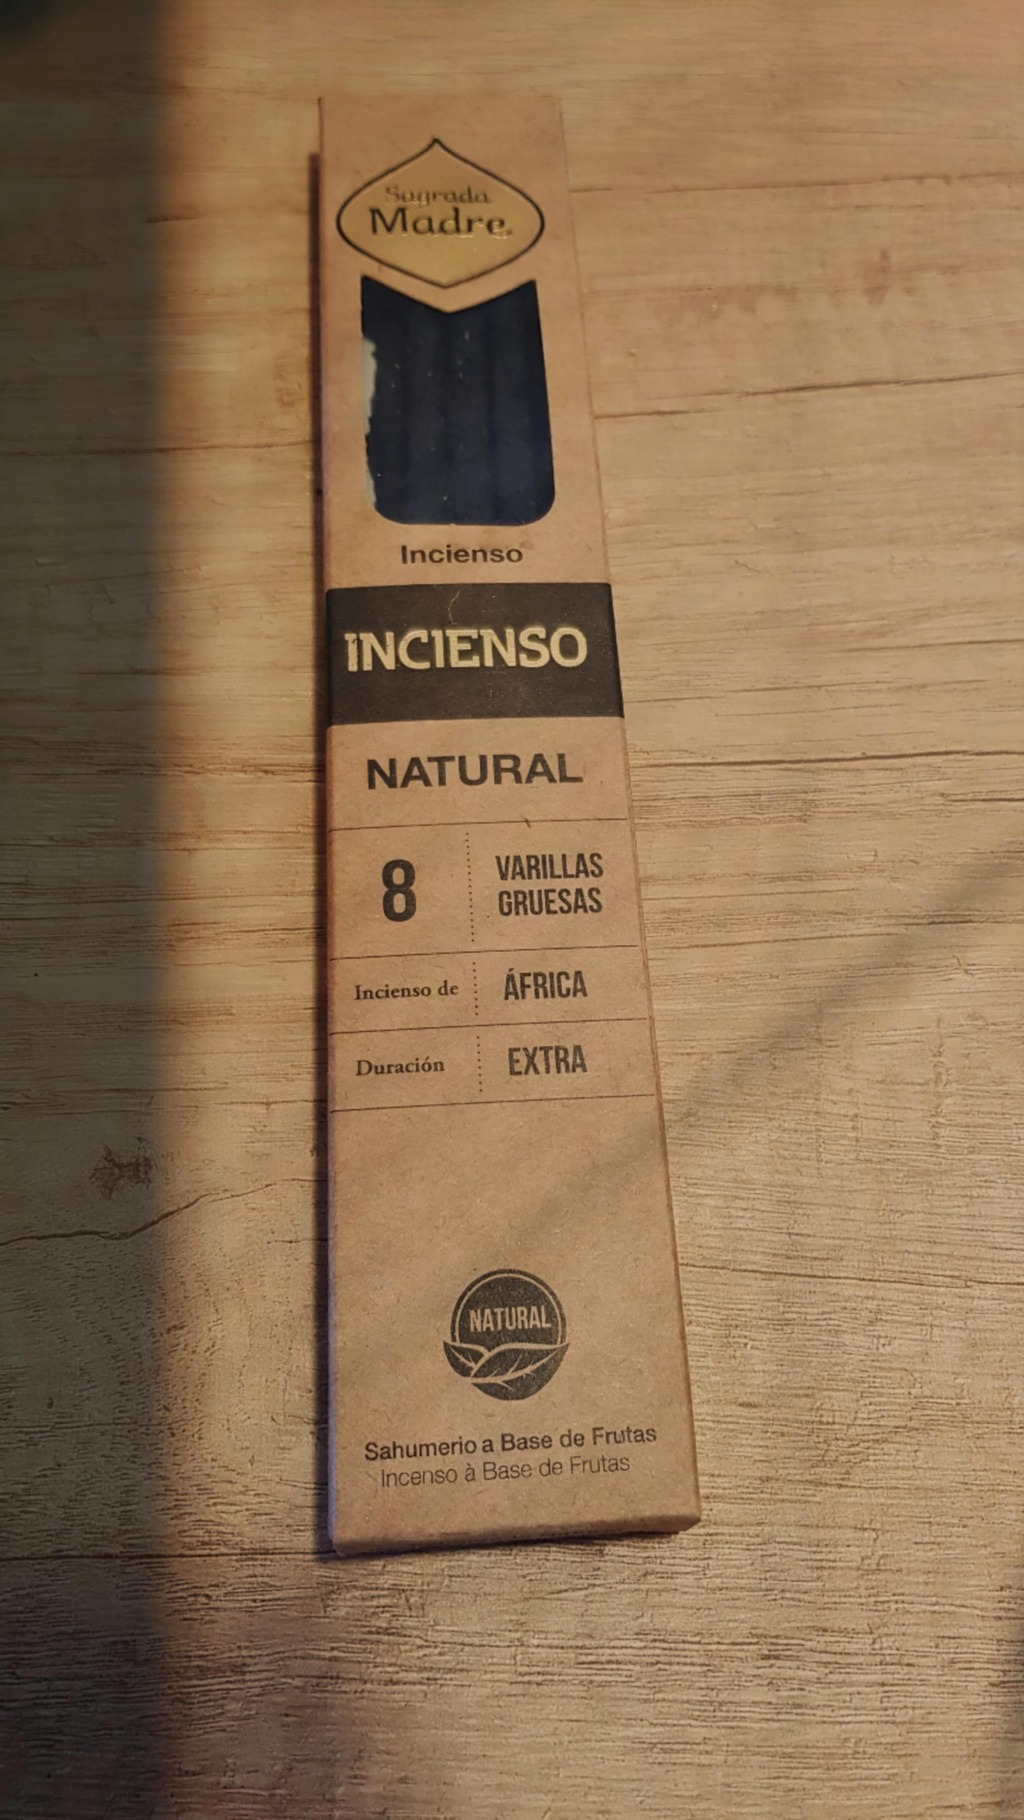 Sagrada
Madre
Incienso
INCIENSO
NATURAL
8
VARILLAS
GRUESAS
Incienso de
ÁFRICA
Duración
EXTRA
NATURAL
Sahumerio a Base de Frutas
Incenso à Base de Frutas